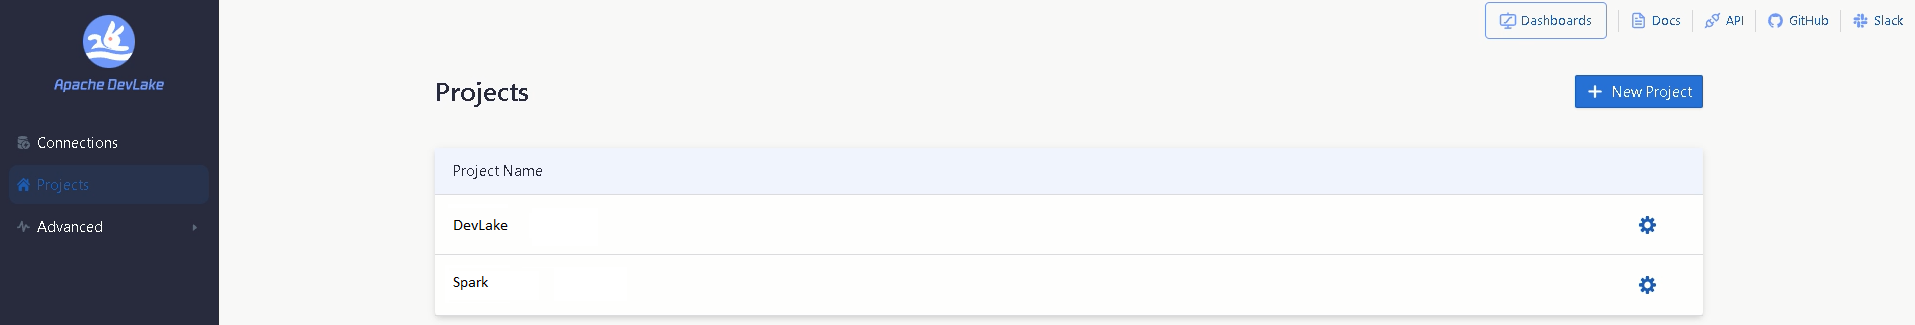 Apache DevLake
Connections
Projects
Advanced
Dashboards
Docs
API
GitHub
Slack
Projects
New Project
Project Name
DevLake
Spark